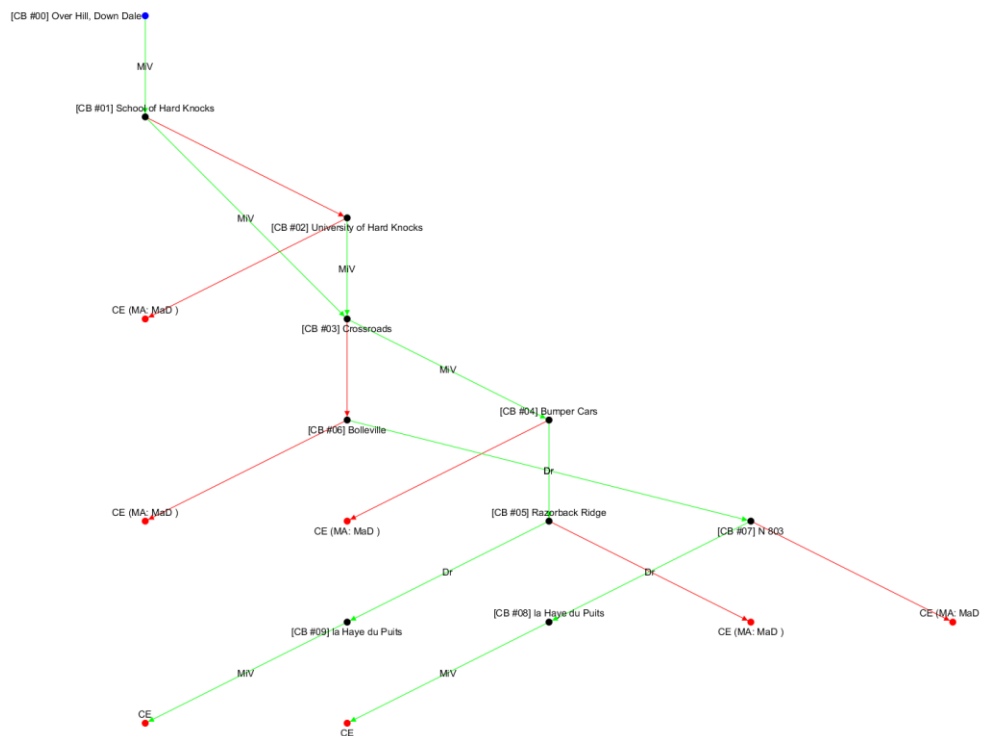 [CB #00] Over Hill, Down Dale
MiV
[CB #01] School of Hard Knocks
MiV
[CB #02] University of Hard Knocks
MiV
CE (MA: MaD )
[CB #03] Crossroads
MiV
[CB #04] Bumper Cars
[CB #06] Bolleville
Dr
CE (MA: MaD )
CE (MA: MaD )
[CB #05] Razorback Ridge
[CB #07] N 803
Dr
Dr
[CB #09] la Haye du Puits
[CB #08] la Haye du Puits
CE (MA: MaD )
CE (MA: MaD
MiV
MiV
CE
CE